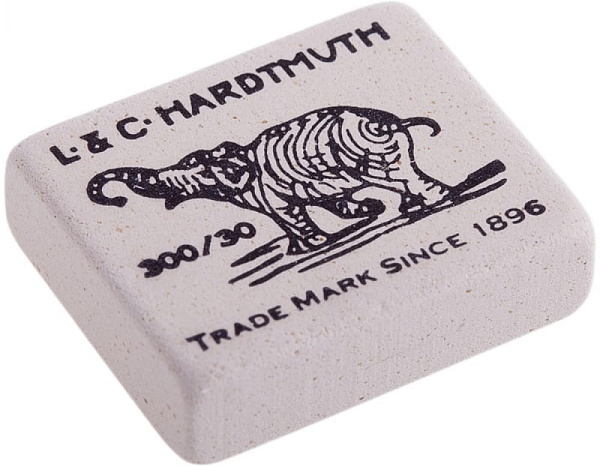 L·& C·HARDTMUTH
300/30
TRADE MARK SINCE 1896